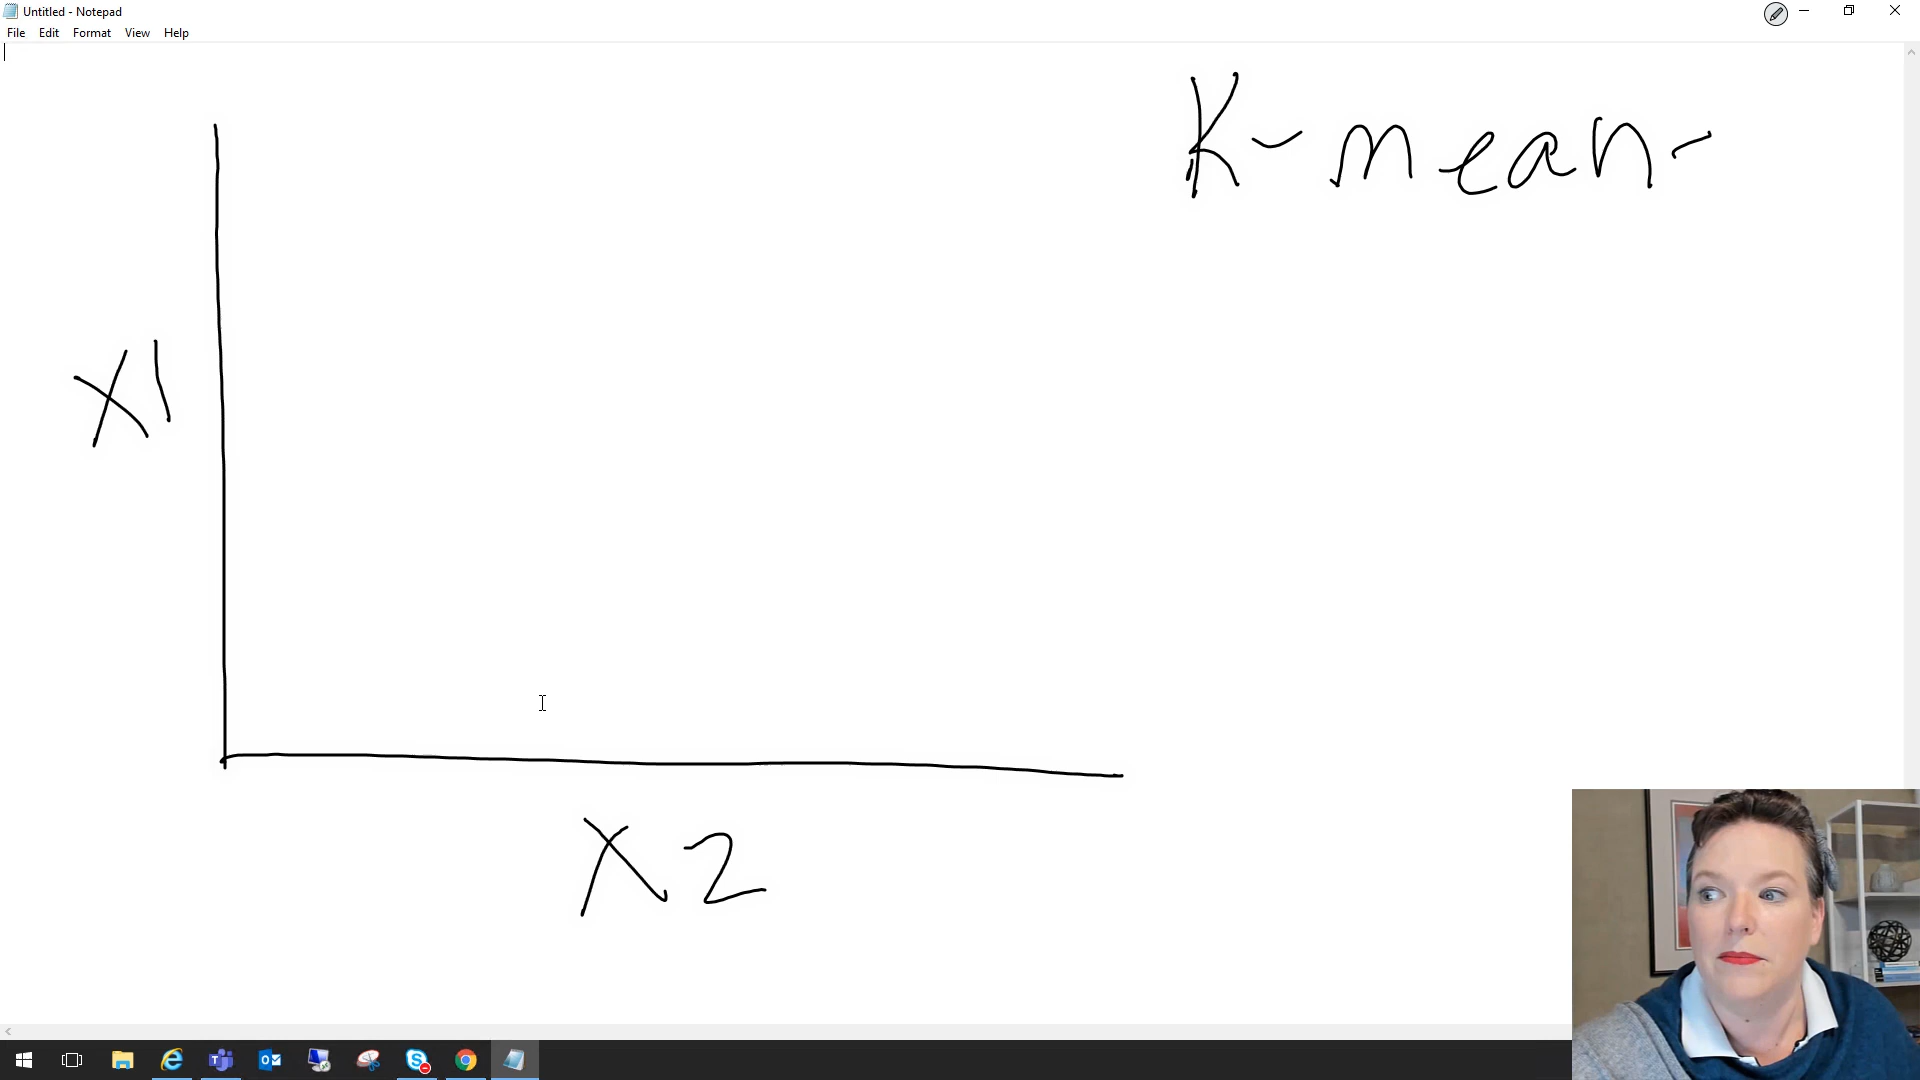 Untitled - Notepad
File Edit Format View Help
K-mean-
X1
X2